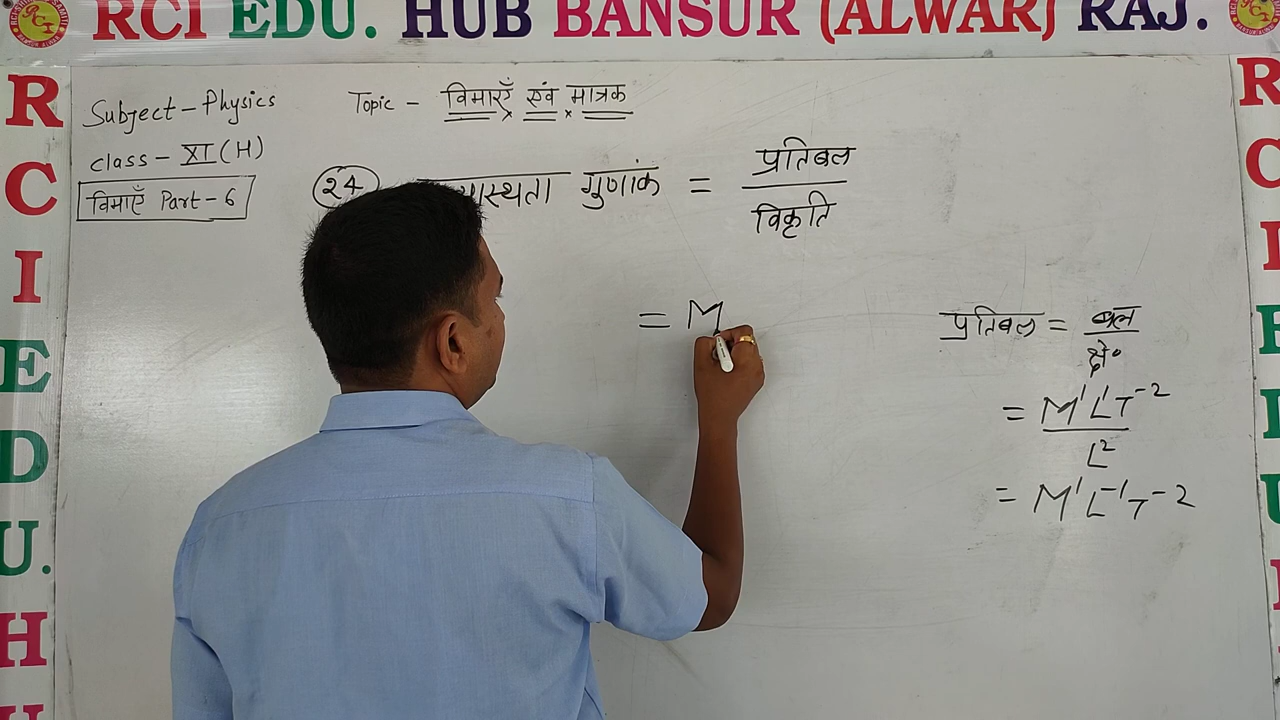 RCI EDU. HUB BANSUR (ALWAR) RAJ.
Subject - Physics
Topic - विमाएँ एवं मात्रक
class - XI (H)
विमाएँ Part - 6
24 गुणांक = प्रतिबल
विकृति
= M
प्रतिबल = बल
क्षे०
= M¹L¹T⁻²
L²
= M¹L⁻¹T⁻²
R
C
I
E
D
U.
H
R
C
I
E
D
U